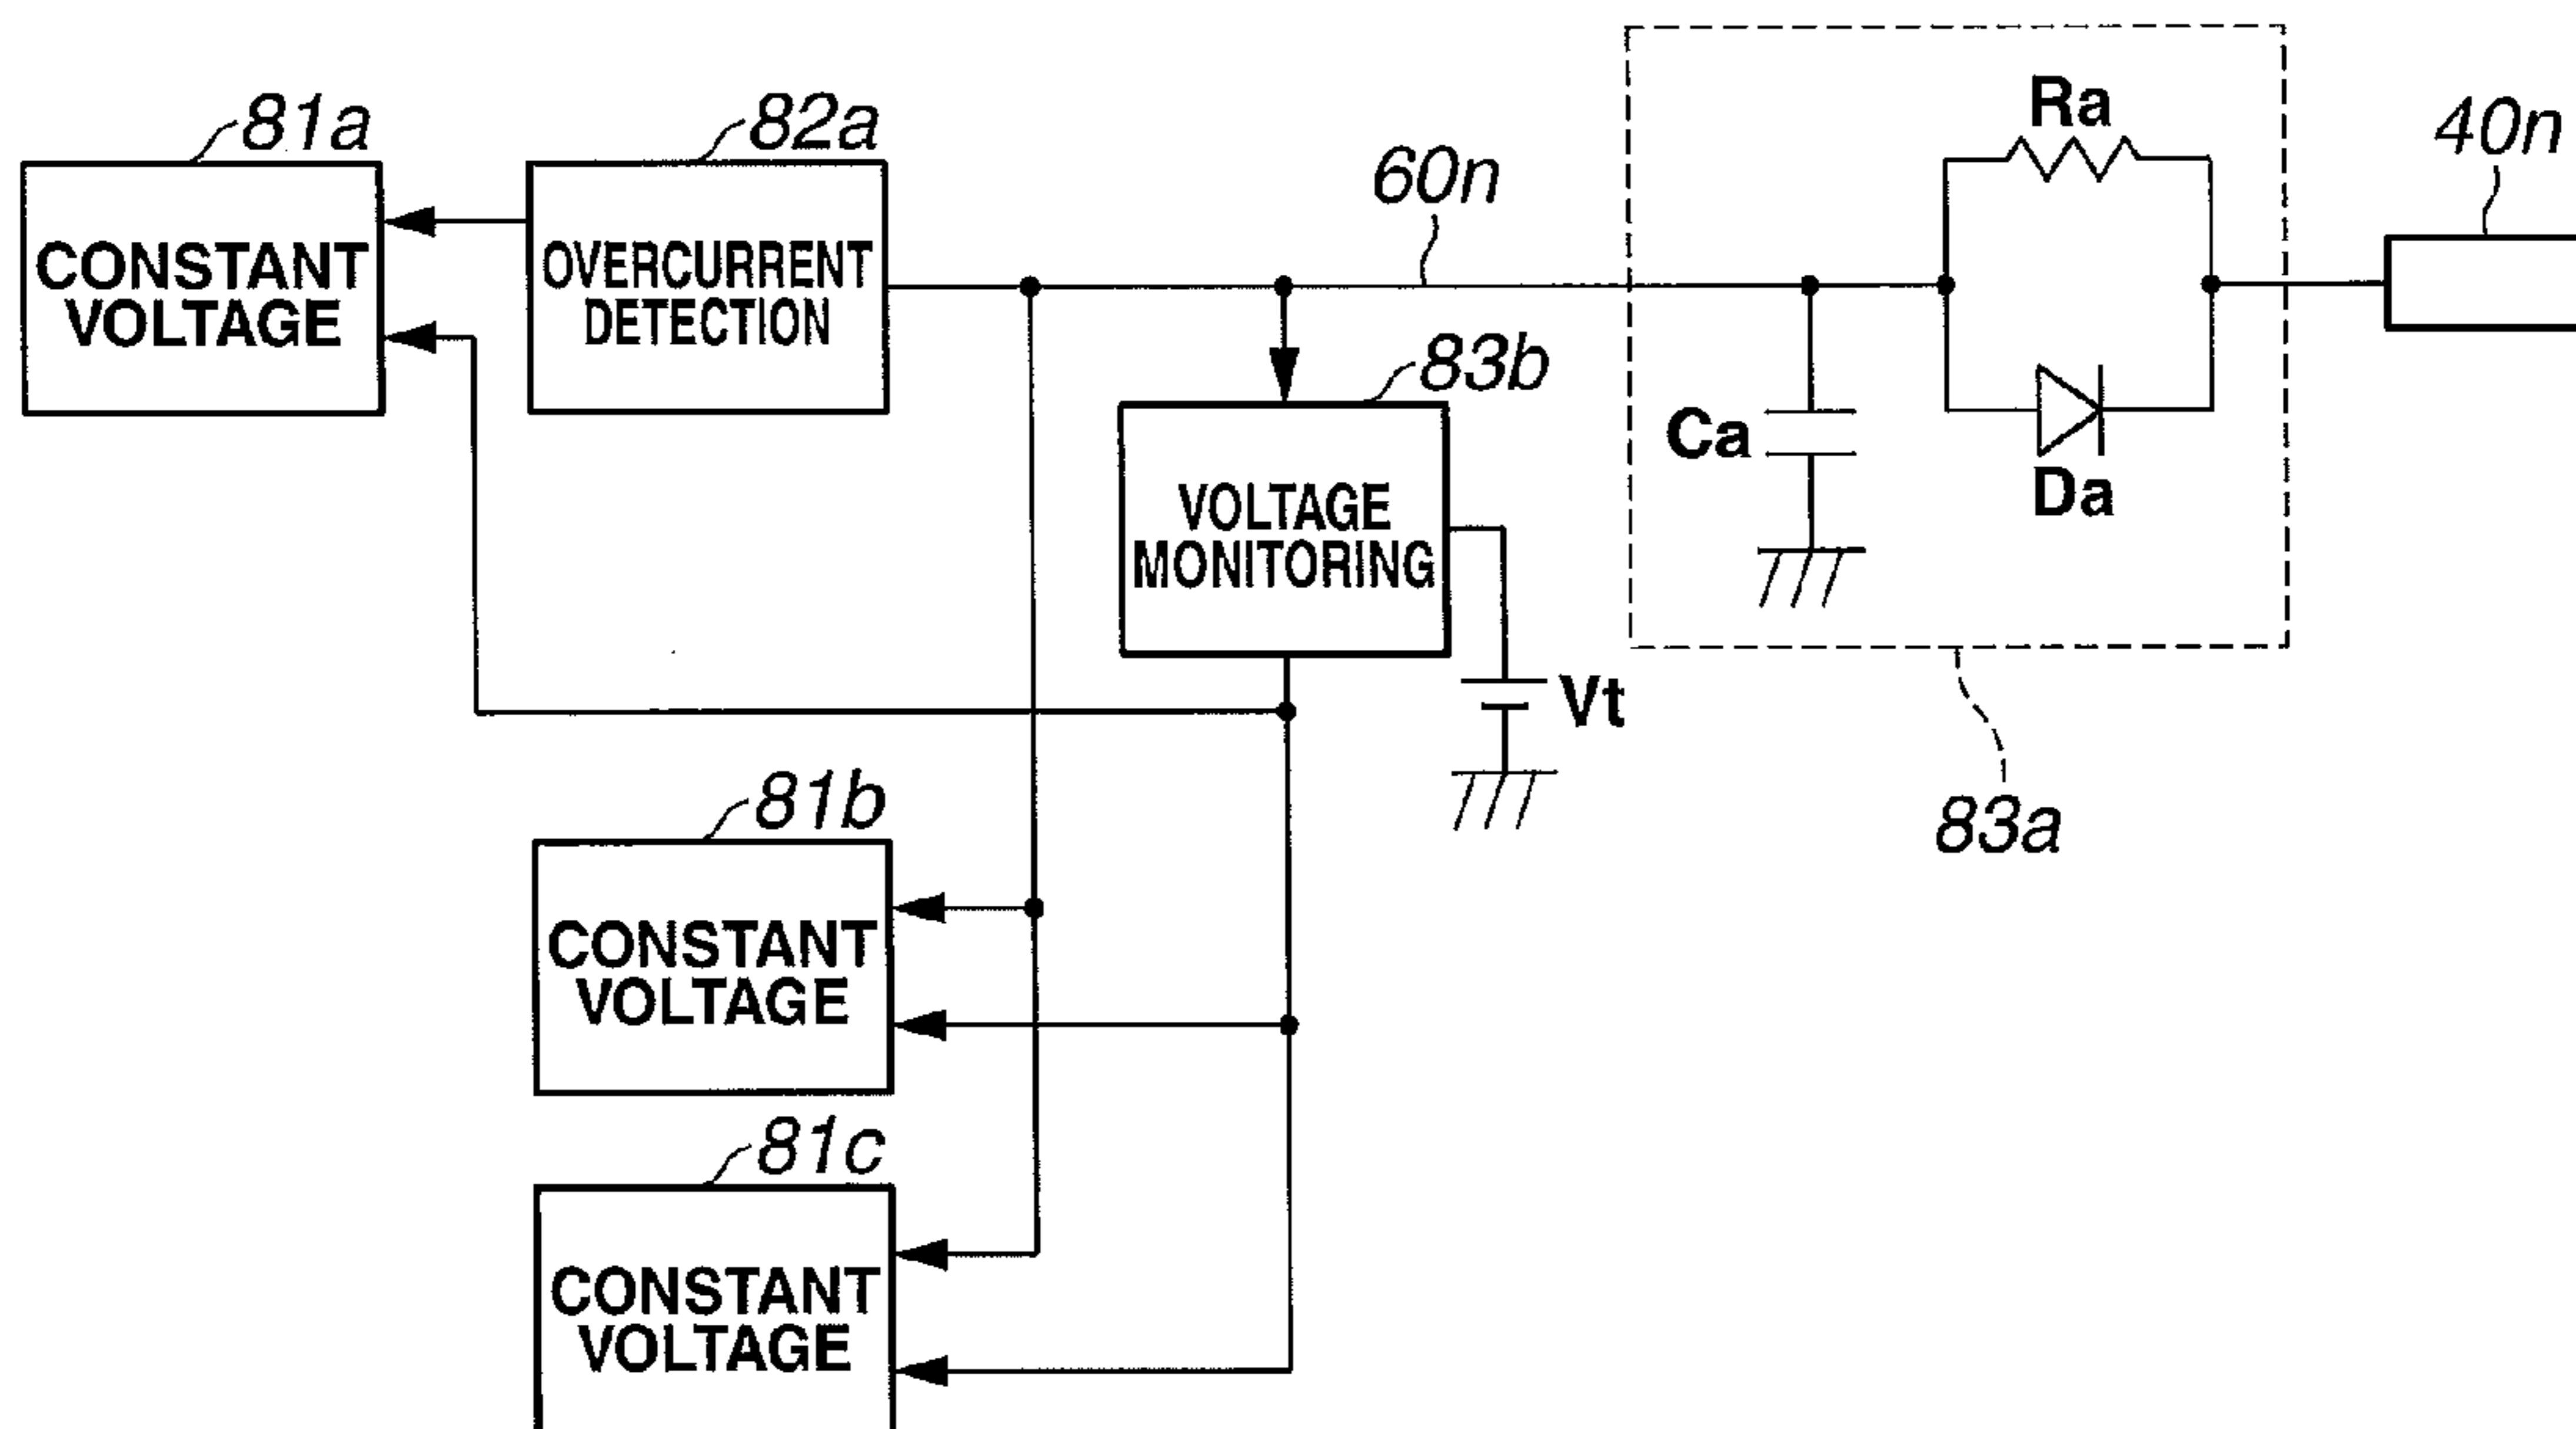 81a
CONSTANT
VOLTAGE
82a
OVERCURRENT
DETECTION
60n
Ra
40n
83b
VOLTAGE
MONITORING
Ca
Da
Vt
83a
81b
CONSTANT
VOLTAGE
81c
CONSTANT
VOLTAGE